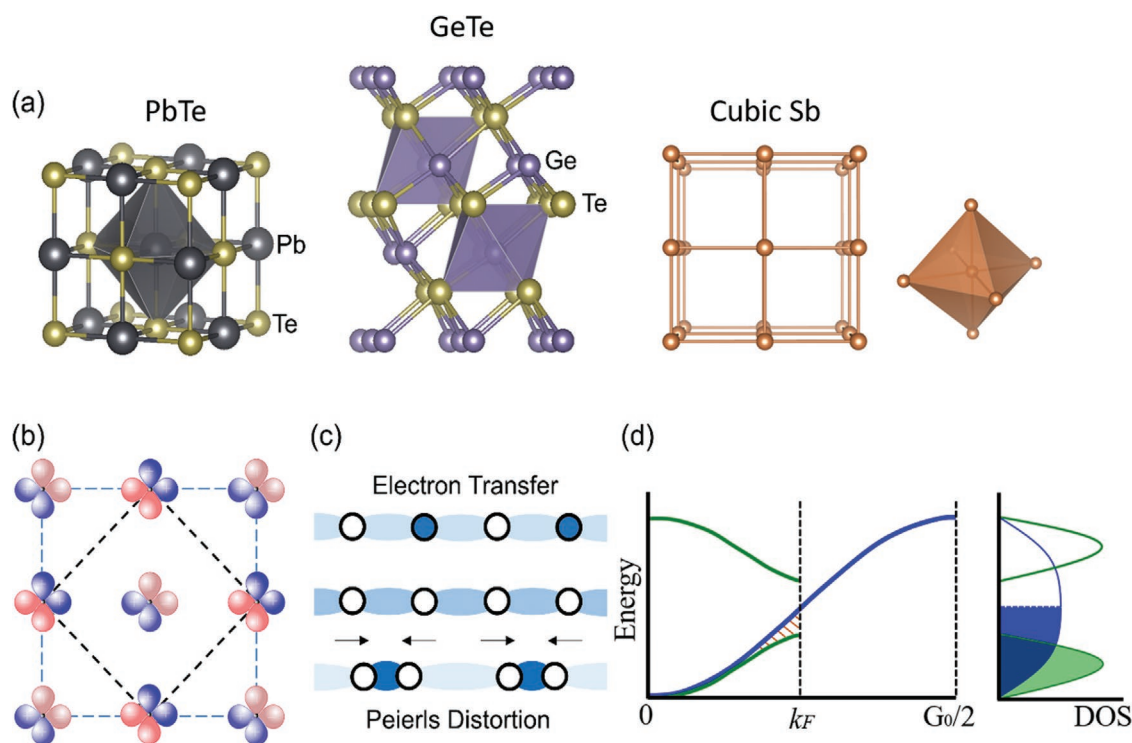 GeTe
(a)
PbTe
Cubic Sb
Ge
Te
Pb
Te
(b)
(c)
(d)
Electron Transfer
Peierls Distortion
Energy
0
kF
G₀/2
DOS